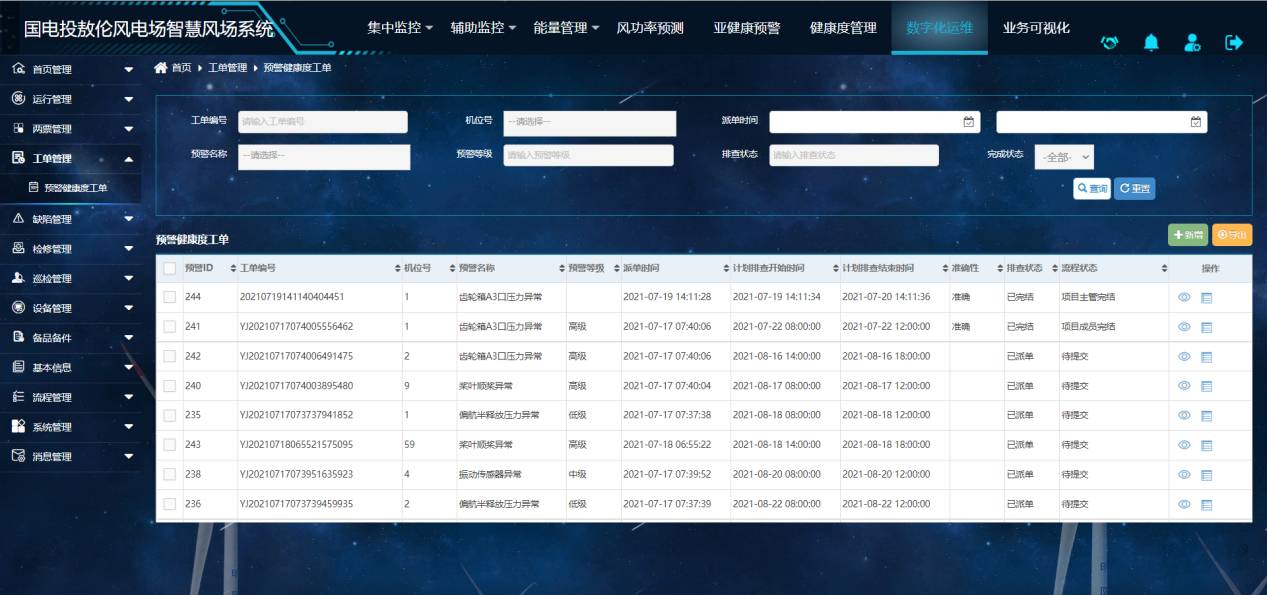 国电投敖伦风电场智慧风场系统 集中监控 辅助监控 能量管理 风功率预测 亚健康预警 健康度管理 数字化运维 业务可视化
首页管理
运行管理
两票管理
工单管理
预警健康度工单
缺陷管理
检修管理
巡检管理
设备管理
备品备件
基本信息
流程管理
系统管理
消息管理
首页 工单管理 预警健康度工单
工单编号 请输入工单编号 机位号 --请选择-- 派单时间
预警名称 --请选择-- 预警等级 请输入预警等级 排查状态 请输入排查状态 完成状态 -全部-
查询 重置
预警健康度工单 新增 导出
预警ID 工单编号 机位号 预警名称 预警等级 派单时间 计划排查开始时间 计划排查结束时间 准确性 排查状态 流程状态 操作
244 20210719141140404451 1 齿轮箱A3口压力异常 2021-07-19 14:11:28 2021-07-19 14:11:34 2021-07-20 14:11:36 准确 已完结 项目主管完结
241 YJ20210717074005556462 1 齿轮箱A3口压力异常 高级 2021-07-17 07:40:06 2021-07-22 08:00:00 2021-07-22 12:00:00 准确 已完结 项目成员完结
242 YJ20210717074006491475 2 齿轮箱A3口压力异常 高级 2021-07-17 07:40:06 2021-08-16 14:00:00 2021-08-16 18:00:00 已派单 待提交
240 YJ20210717074003895480 9 桨叶顺桨异常 高级 2021-07-17 07:40:04 2021-08-17 08:00:00 2021-08-17 12:00:00 已派单 待提交
235 YJ20210717073737941852 1 偏航半释放压力异常 低级 2021-07-17 07:37:38 2021-08-18 08:00:00 2021-08-18 12:00:00 已派单 待提交
243 YJ20210718065521575095 59 桨叶顺桨异常 高级 2021-07-18 06:55:22 2021-08-18 14:00:00 2021-08-18 18:00:00 已派单 待提交
238 YJ20210717073951635923 4 振动传感器异常 中级 2021-07-17 07:39:52 2021-08-20 08:00:00 2021-08-20 12:00:00 已派单 待提交
236 YJ20210717073739459935 2 偏航半释放压力异常 低级 2021-07-17 07:37:39 2021-08-22 08:00:00 2021-08-22 12:00:00 已派单 待提交